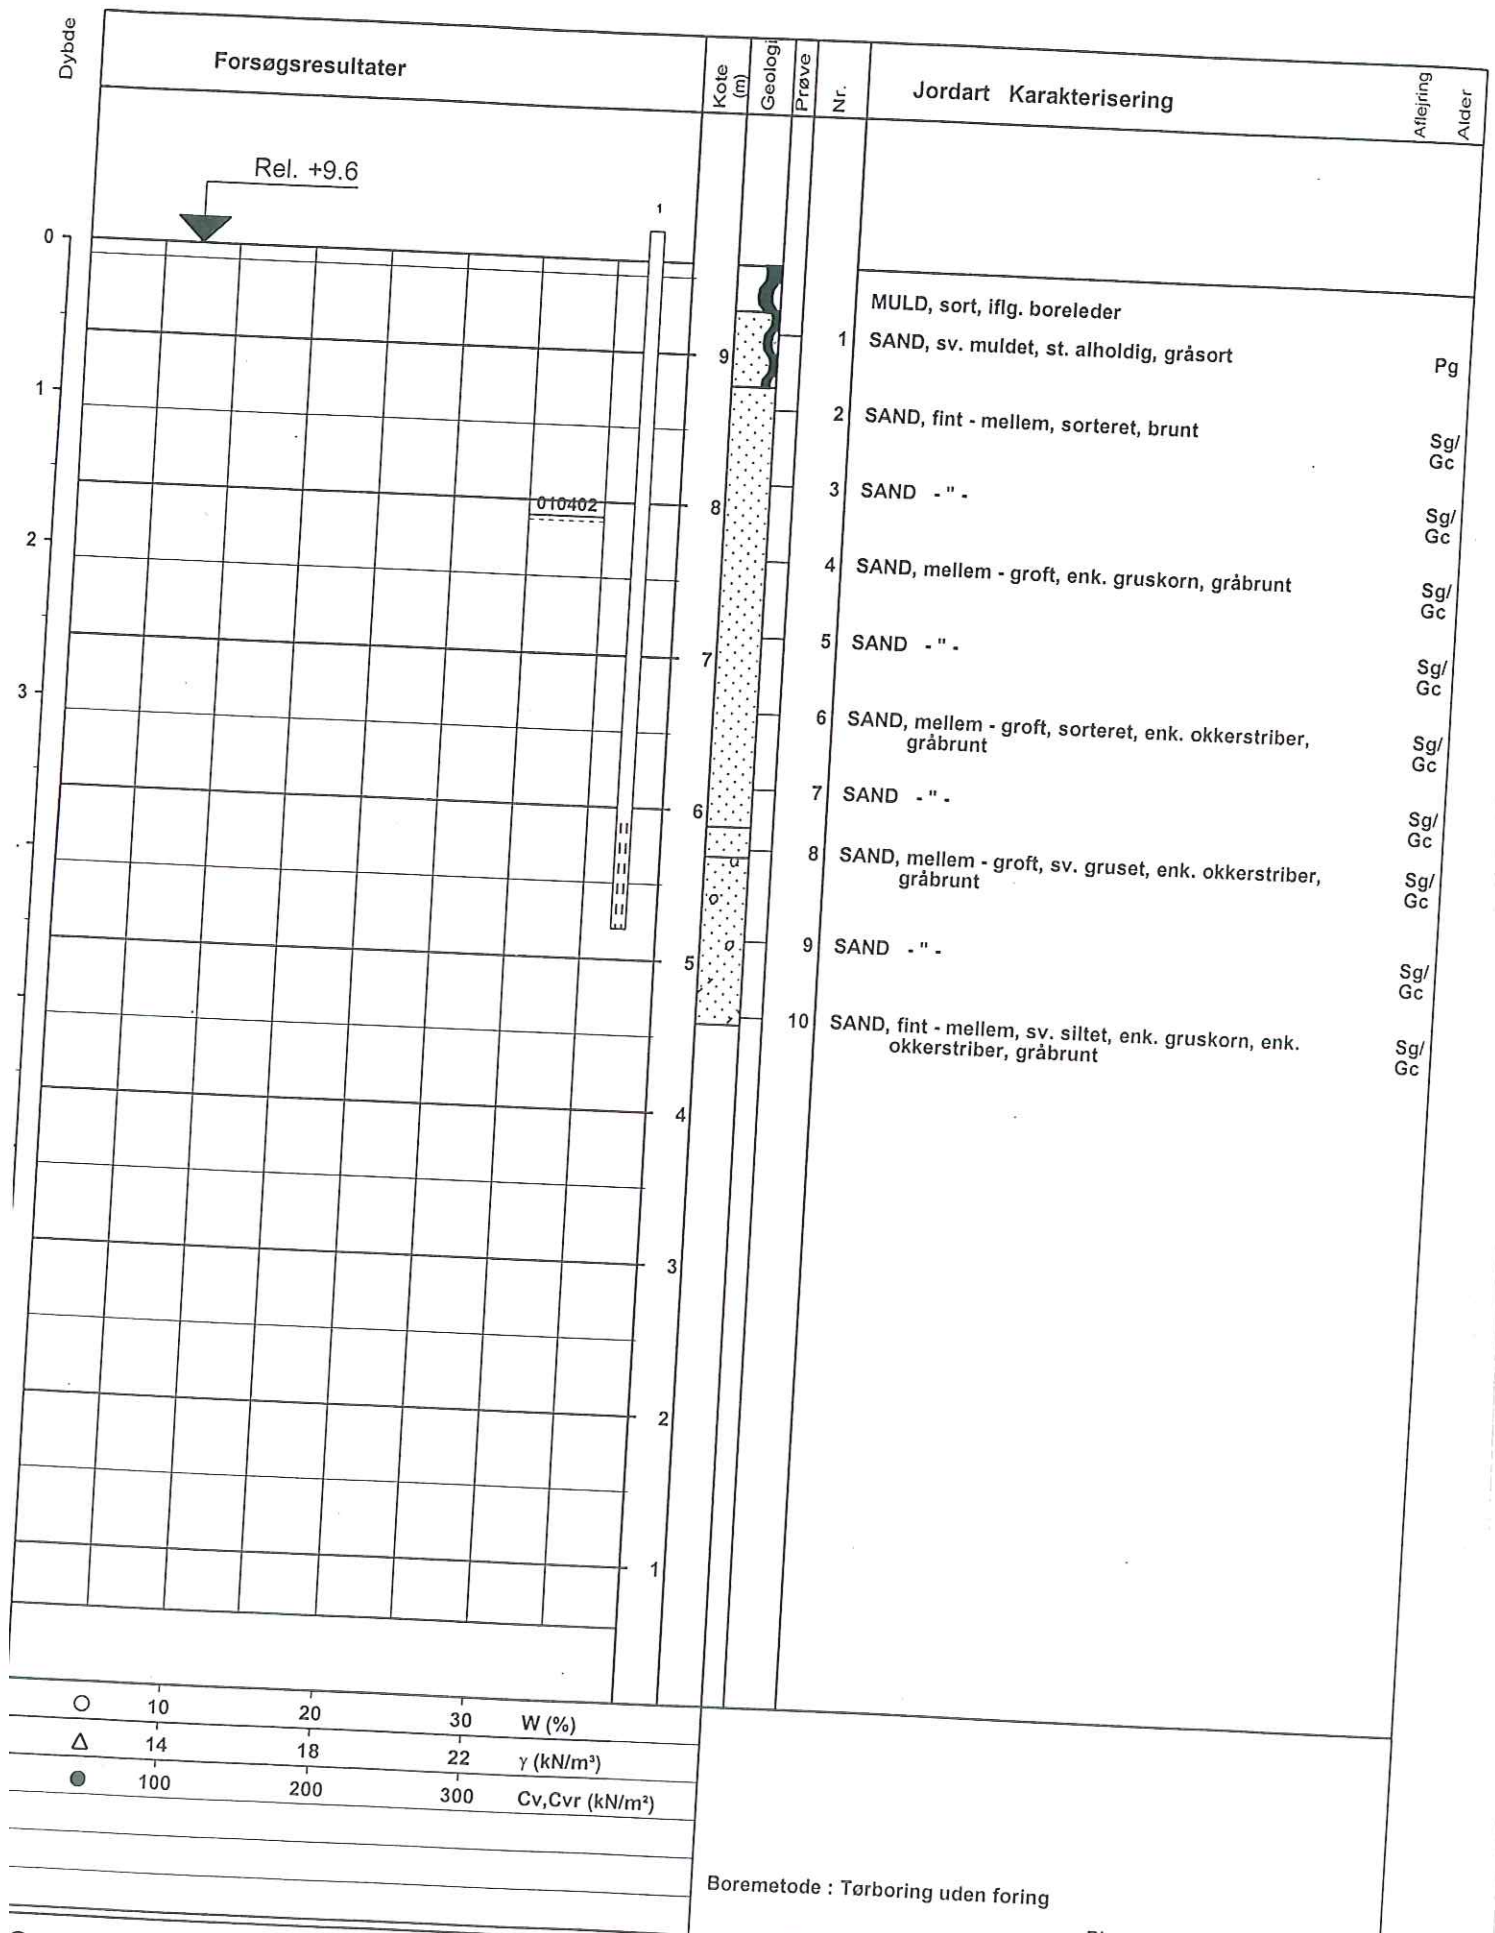 Dybde
Forsøgsresultater
Kote (m)
Geologi
Prøve
Nr.
Jordart Karakterisering
Aflejring
Alder
Rel. +9.6
1
0
MULD, sort, iflg. boreleder
9
1 SAND, sv. muldet, st. alholdig, gråsort Pg
1
2 SAND, fint - mellem, sorteret, brunt Sg/
Gc
010402
8
3 SAND - " - Sg/
Gc
2
4 SAND, mellem - groft, enk. gruskorn, gråbrunt Sg/
Gc
7
5 SAND - " - Sg/
Gc
3
6 SAND, mellem - groft, sorteret, enk. okkerstriber, Sg/
gråbrunt Gc
6
7 SAND - " - Sg/
Gc
8 SAND, mellem - groft, sv. gruset, enk. okkerstriber, Sg/
gråbrunt Gc
5
9 SAND - " - Sg/
Gc
10 SAND, fint - mellem, sv. siltet, enk. gruskorn, enk. Sg/
okkerstriber, gråbrunt Gc
4
3
2
1
10 20 30 W (%)
14 18 22 γ (kN/m³)
100 200 300 Cv,Cvr (kN/m²)
Boremetode : Tørboring uden foring